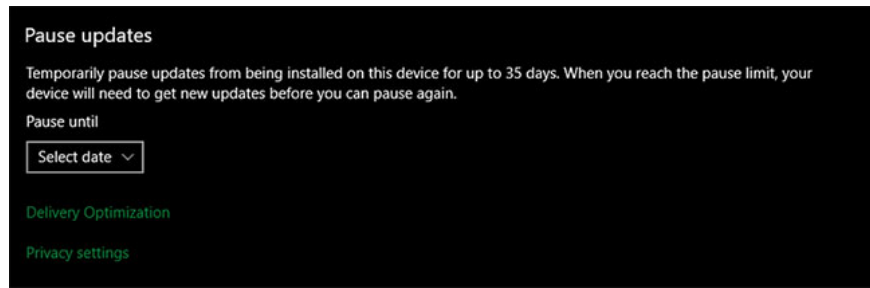 Pause updates
Temporarily pause updates from being installed on this device for up to 35 days. When you reach the pause limit, your
device will need to get new updates before you can pause again.
Pause until
Select date
Delivery Optimization
Privacy settings